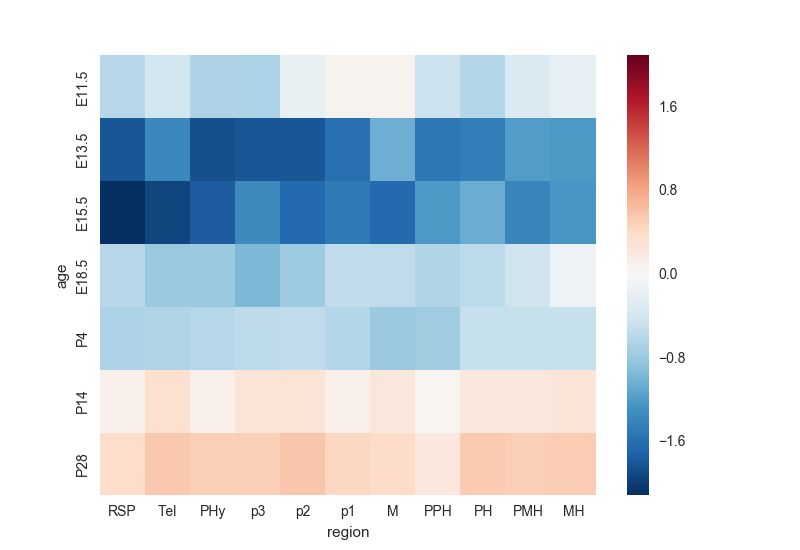 E11.5
E13.5
E15.5
E18.5
P4
P14
P28
age
RSP Tel PHy p3 p2 p1 M PPH PH PMH MH
region
1.6
0.8
0.0
−0.8
−1.6